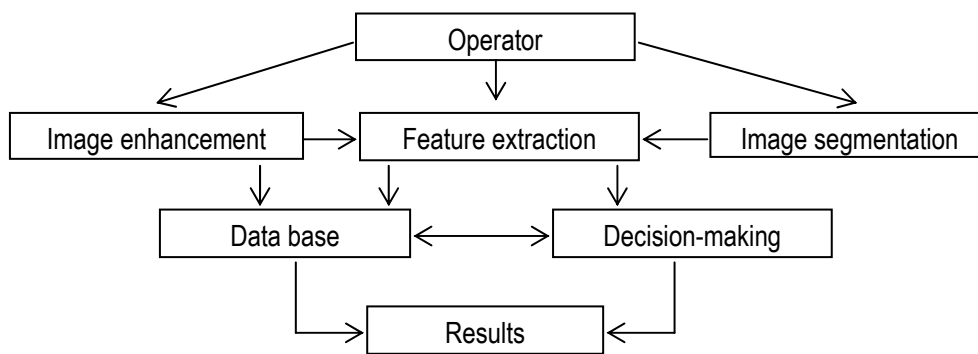 Operator
Image enhancement
Feature extraction
Image segmentation
Data base
Decision-making
Results